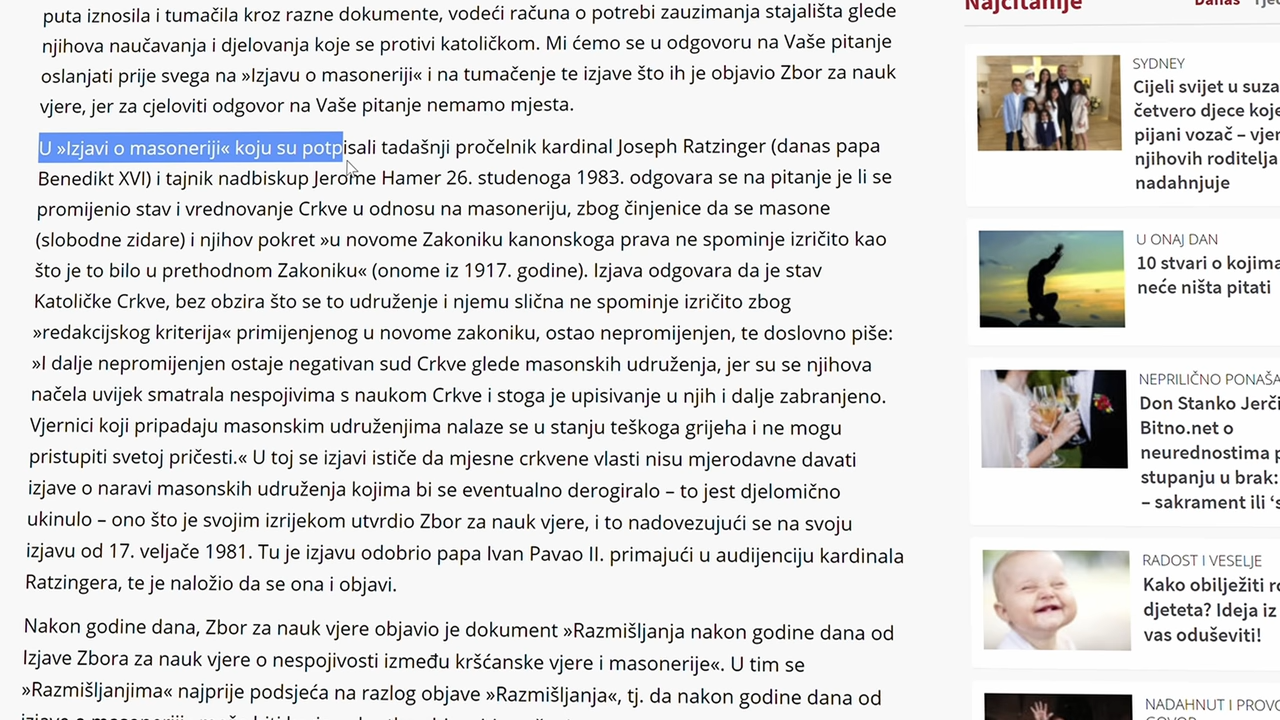 puta iznosila i tumačila kroz razne dokumente, vodeći računa o potrebi zauzimanja stajališta glede
njihova naučavanja i djelovanja koje se protivi katoličkom. Mi ćemo se u odgovoru na Vaše pitanje
oslanjati prije svega na »Izjavu o masoneriji« i na tumačenje te izjave što ih je objavio Zbor za nauk
vjere, jer za cjeloviti odgovor na Vaše pitanje nemamo mjesta.
U »Izjavi o masoneriji« koju su potpisali tadašnji pročelnik kardinal Joseph Ratzinger (danas papa
Benedikt XVI) i tajnik nadbiskup Jerome Hamer 26. studenoga 1983. odgovara se na pitanje je li se
promijenio stav i vrednovanje Crkve u odnosu na masoneriju, zbog činjenice da se masone
(slobodne zidare) i njihov pokret »u novome Zakoniku kanonskoga prava ne spominje izričito kao
što je to bilo u prethodnom Zakoniku« (onome iz 1917. godine). Izjava odgovara da je stav
Katoličke Crkve, bez obzira što se to udruženje i njemu slična ne spominje izričito zbog
»redakcijskog kriterija« primijenjenog u novome zakoniku, ostao nepromijenjen, te doslovno piše:
»I dalje nepromijenjen ostaje negativan sud Crkve glede masonskih udruženja, jer su se njihova
načela uvijek smatrala nespojivima s naukom Crkve i stoga je upisivanje u njih i dalje zabranjeno.
Vjernici koji pripadaju masonskim udruženjima nalaze se u stanju teškoga grijeha i ne mogu
pristupiti svetoj pričesti.« U toj se izjavi ističe da mjesne crkvene vlasti nisu mjerodavne davati
izjave o naravi masonskih udruženja kojima bi se eventualno derogiralo – to jest djelomično
ukinulo – ono što je svojim izrijekom utvrdio Zbor za nauk vjere, i to nadovezujući se na svoju
izjavu od 17. veljače 1981. Tu je izjavu odobrio papa Ivan Pavao II. primajući u audijenciju kardinala
Ratzingera, te je naložio da se ona i objavi.
Nakon godine dana, Zbor za nauk vjere objavio je dokument »Razmišljanja nakon godine dana od
Izjave Zbora za nauk vjere o nespojivosti između kršćanske vjere i masonerije«. U tim se
»Razmišljanjima« najprije podsjeća na razlog objave »Razmišljanja«, tj. da nakon godine dana od
Najčitanije
Danas
SYDNEY
Cijeli svijet u suza
četvero djece koje
pijani vozač – vjer
njihovih roditelja
nadahnjuje
U ONAJ DAN
10 stvari o kojima
neće ništa pitati
NEPRILIČNO PONAŠA
Don Stanko Jerči
Bitno.net o
neurednostima p
stupanju u brak:
– sakrament ili 's
RADOST I VESELJE
Kako obilježiti r
djeteta? Ideja iz
vas oduševiti!
NADAHNUT I PROVO